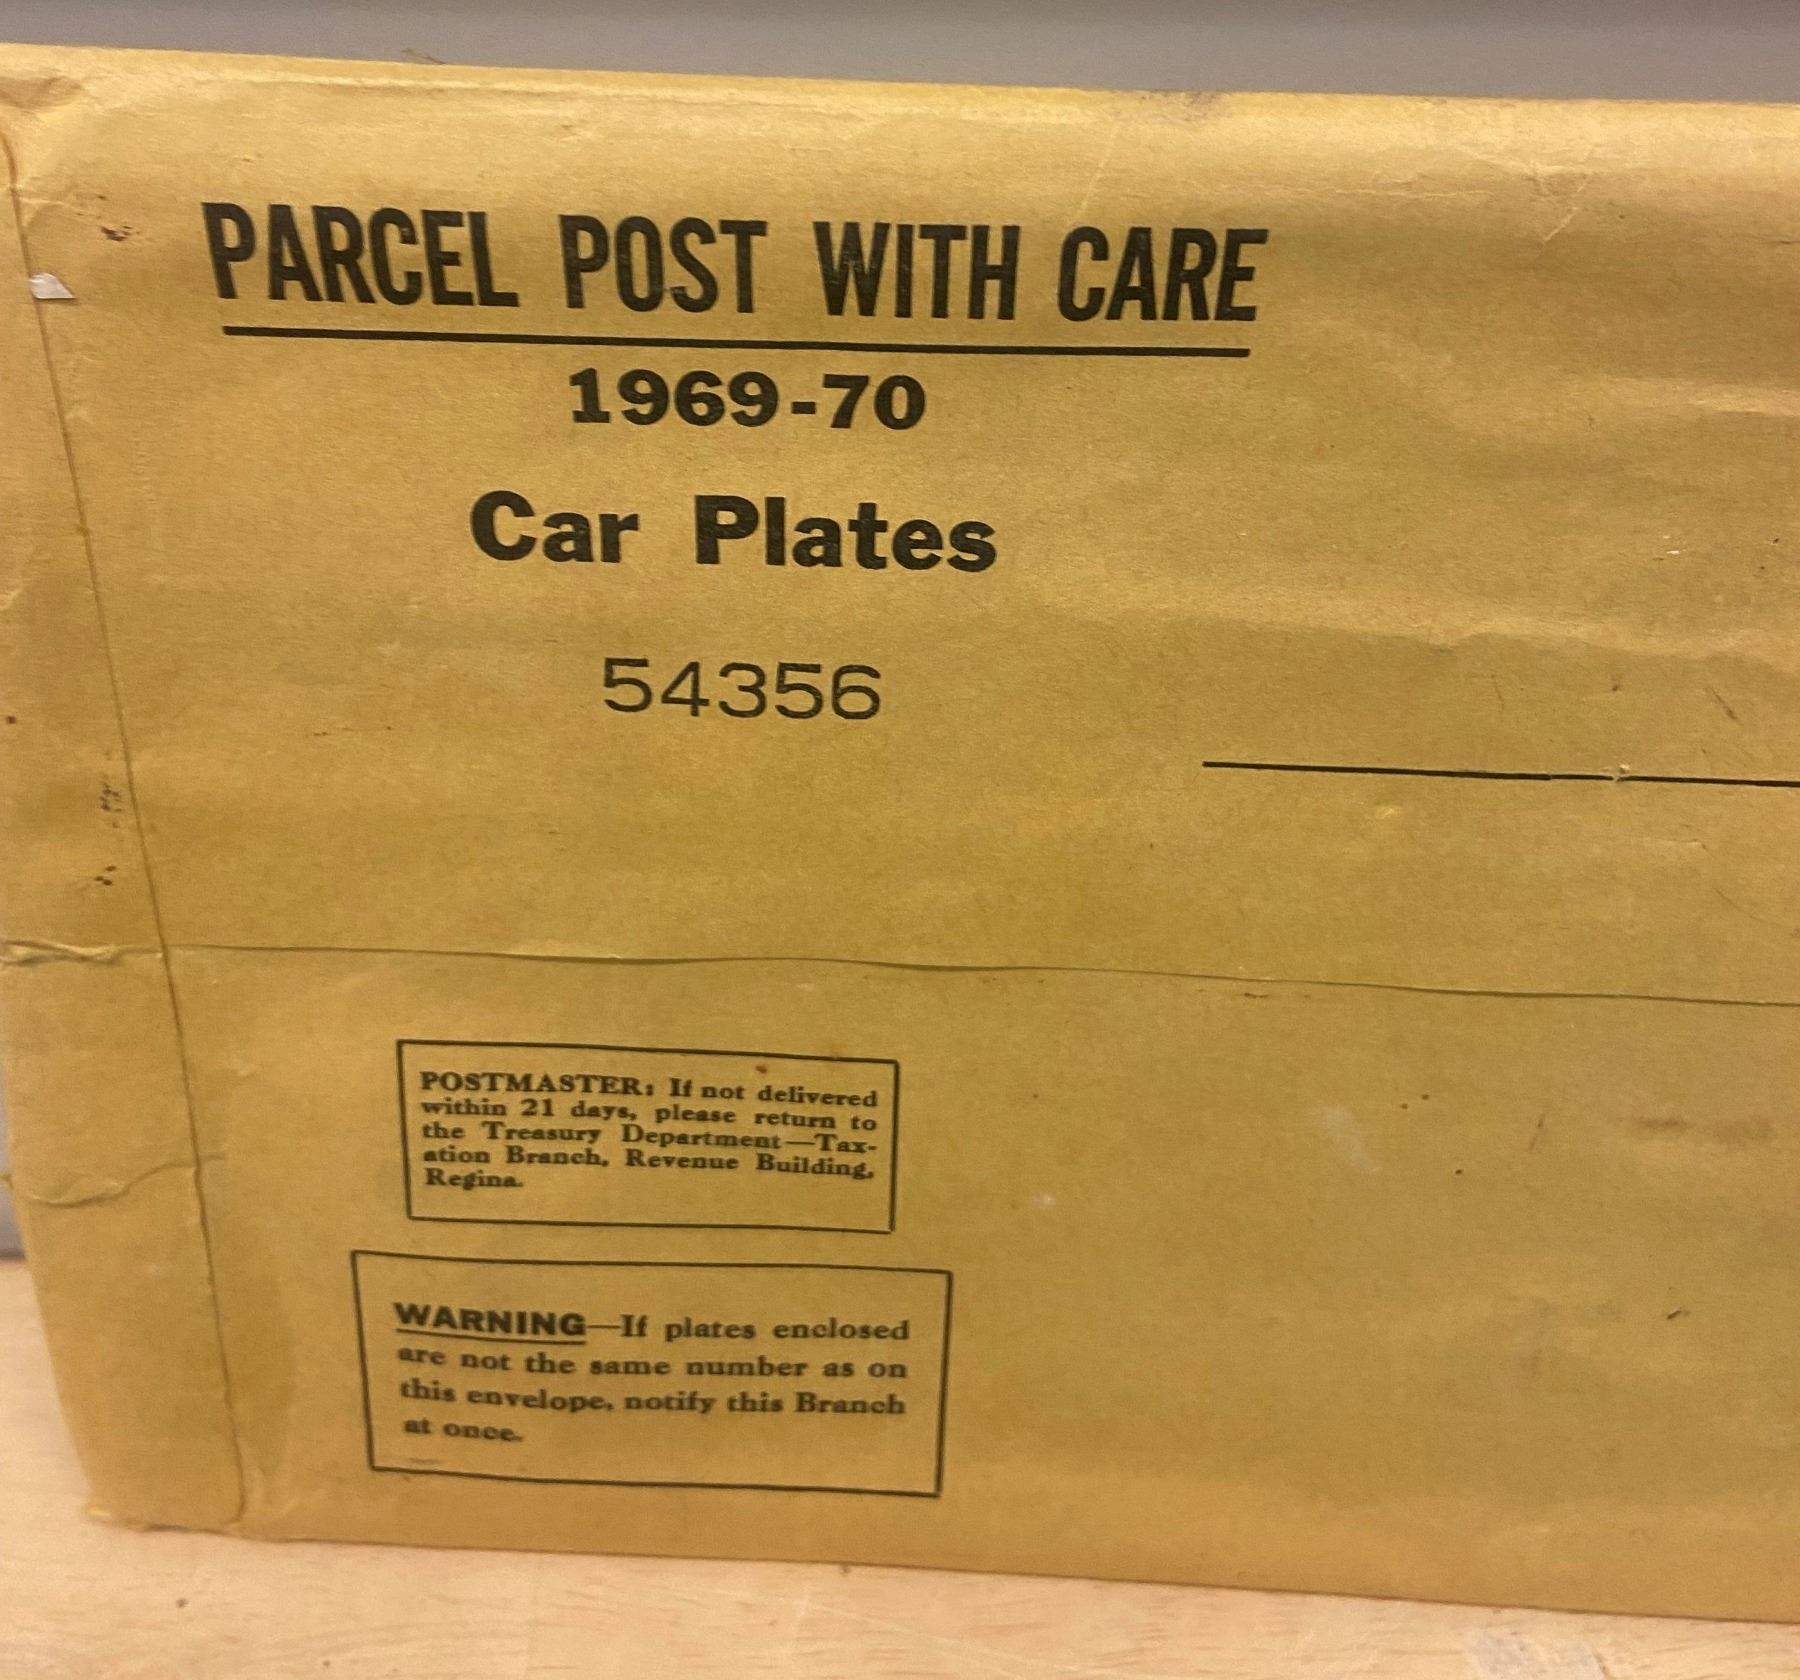 PARCEL POST WITH CARE
1969-70
Car Plates
54356
POSTMASTER: If not delivered
within 21 days, please return to
the Treasury Department—Tax-
ation Branch, Revenue Building,
Regina.
WARNING—If plates enclosed
are not the same number as on
this envelope, notify this Branch
at once.